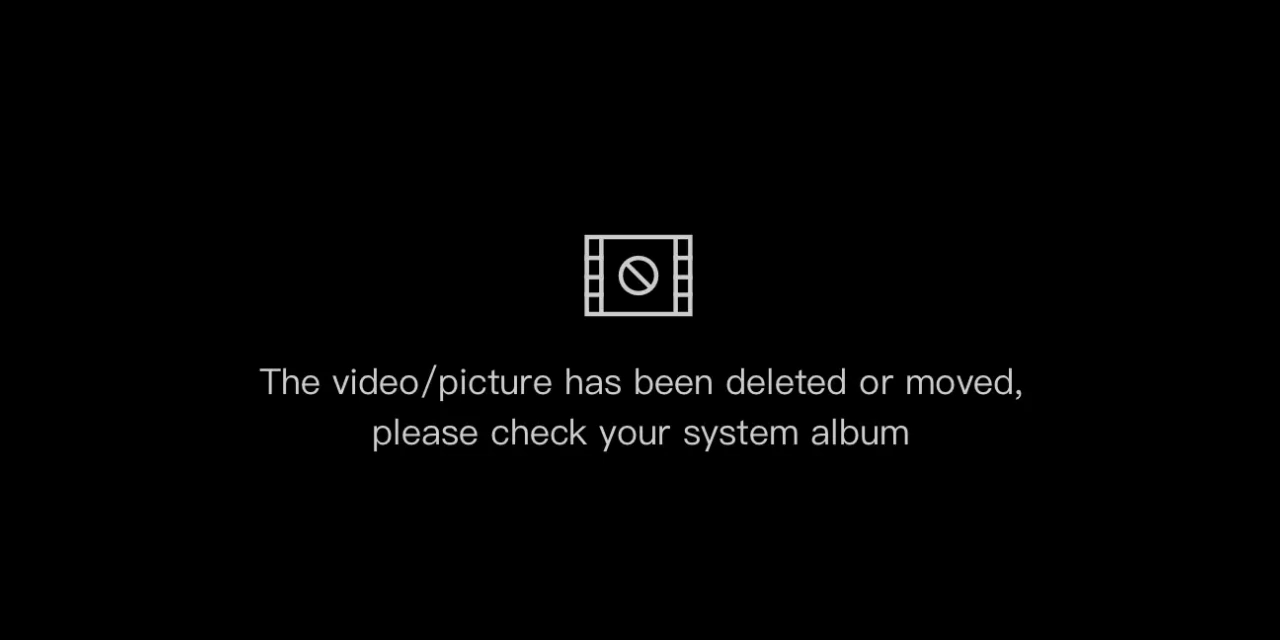 The video/picture has been deleted or moved,
please check your system album